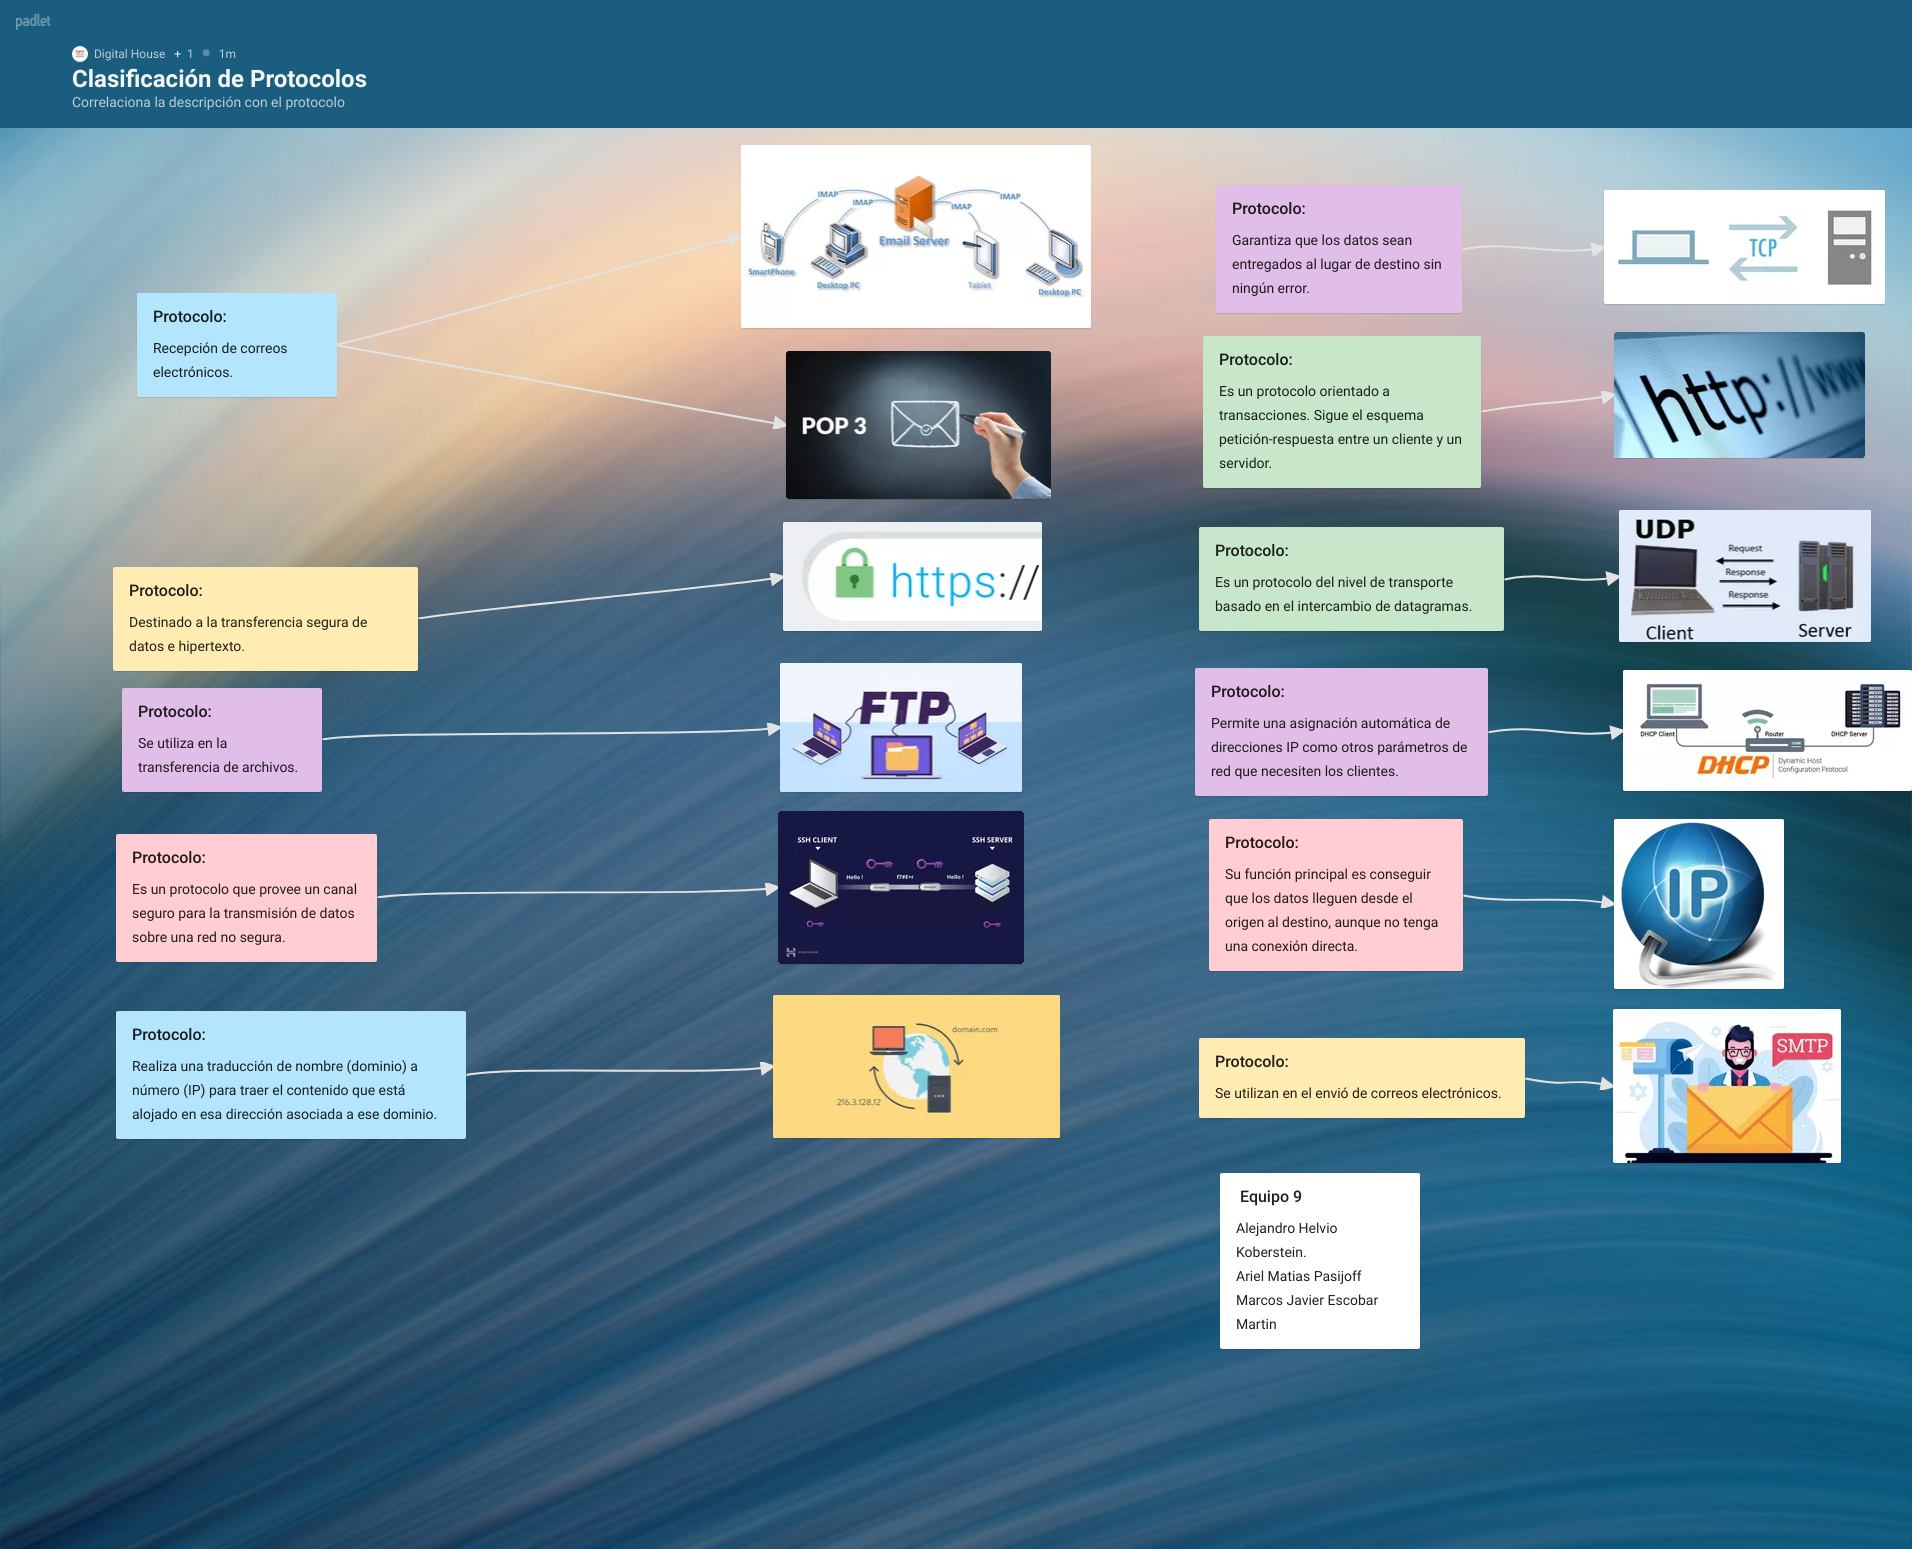 padlet
Digital House + 1 1m
Clasificación de Protocolos
Correlaciona la descripción con el protocolo
Protocolo:
Recepción de correos
electrónicos.
IMAP
IMAP
IMAP
IMAP
Email Server
SmartPhone
Desktop PC
Tablet
Desktop PC
POP 3
Protocolo:
Destinado a la transferencia segura de
datos e hipertexto.
https://
Protocolo:
Se utiliza en la
transferencia de archivos.
FTP
Protocolo:
Es un protocolo que provee un canal
seguro para la transmisión de datos
sobre una red no segura.
SSH CLIENT
SSH SERVER
Hello !
f7#E+r
Hello !
Protocolo:
Realiza una traducción de nombre (dominio) a
número (IP) para traer el contenido que está
alojado en esa dirección asociada a ese dominio.
domain.com
216.3.128.12
Protocolo:
Garantiza que los datos sean
entregados al lugar de destino sin
ningún error.
TCP
Protocolo:
Es un protocolo orientado a
transacciones. Sigue el esquema
petición-respuesta entre un cliente y un
servidor.
http://www
Protocolo:
Es un protocolo del nivel de transporte
basado en el intercambio de datagramas.
UDP
Request
Response
Response
Client
Server
Protocolo:
Permite una asignación automática de
direcciones IP como otros parámetros de
red que necesiten los clientes.
DHCP Client
Router
DHCP Server
DHCP
Dynamic Host
Configuration Protocol
Protocolo:
Su función principal es conseguir
que los datos lleguen desde el
origen al destino, aunque no tenga
una conexión directa.
IP
Protocolo:
Se utilizan en el envió de correos electrónicos.
SMTP
Equipo 9
Alejandro Helvio
Koberstein.
Ariel Matias Pasijoff
Marcos Javier Escobar
Martin